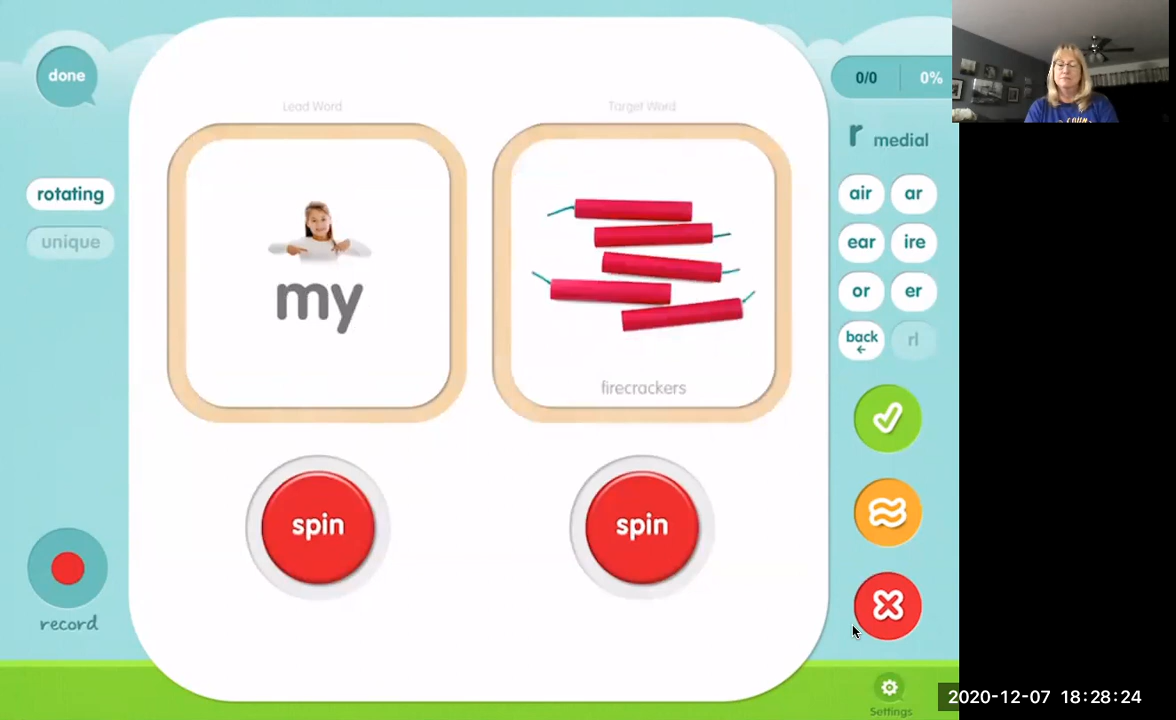 done
0/0 0%
Lead Word Target Word
r medial
rotating
unique
air ar
ear ire
or er
back rl
my
firecrackers
spin spin
record
Settings
2020-12-07 18:28:24